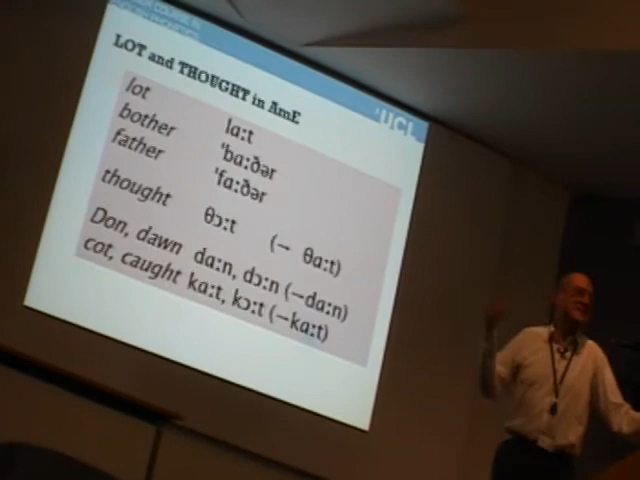 LOT and THOUGHT in AmE
UCL
lot lɑːt
bother ˈbɑːðər
father ˈfɑːðər
thought θɔːt (– θɑːt)
Don, dawn dɑːn, dɔːn (–dɑːn)
cot, caught kɑːt, kɔːt (–kɑːt)